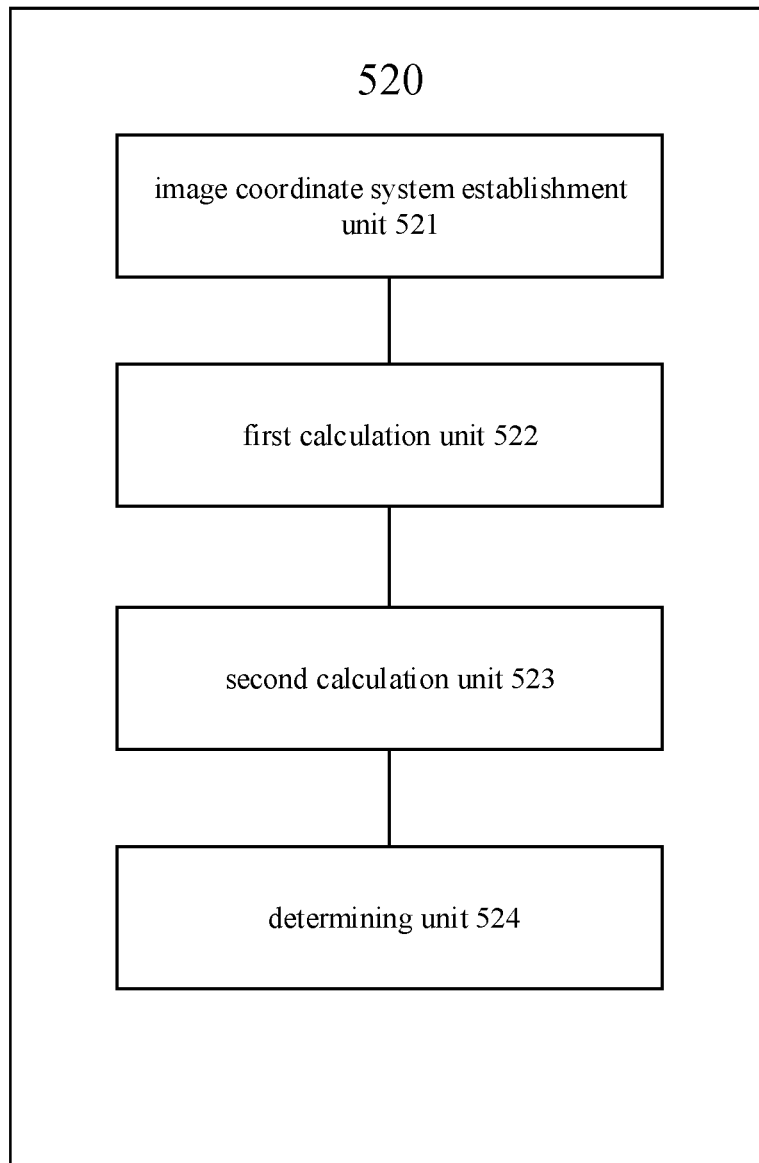 520
image coordinate system establishment
unit 521
first calculation unit 522
second calculation unit 523
determining unit 524